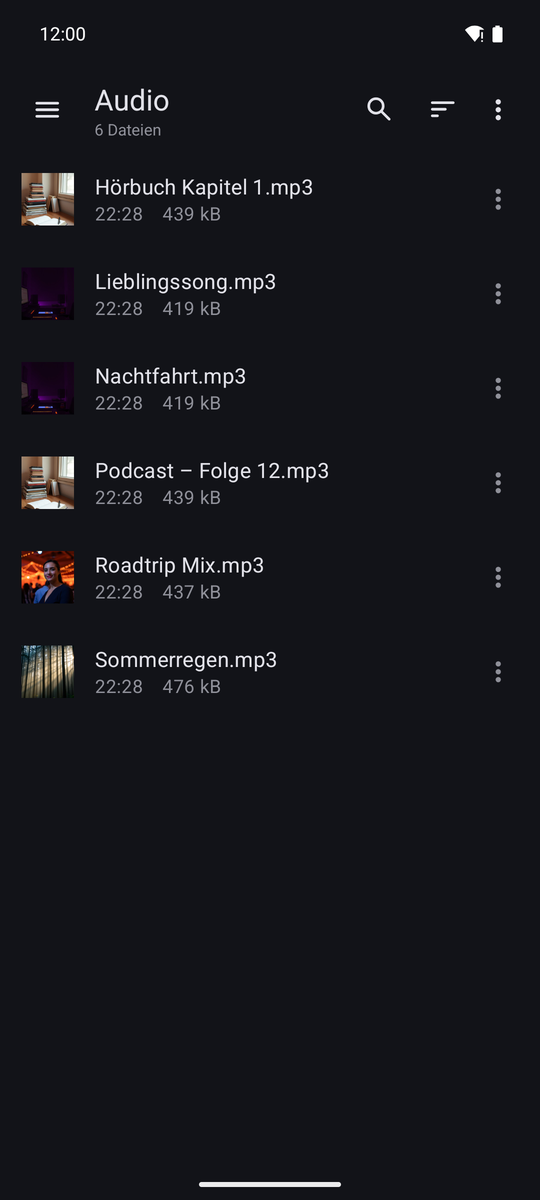 12:00
Audio
6 Dateien
Hörbuch Kapitel 1.mp3
22:28 439 kB
Lieblingssong.mp3
22:28 419 kB
Nachtfahrt.mp3
22:28 419 kB
Podcast – Folge 12.mp3
22:28 439 kB
Roadtrip Mix.mp3
22:28 437 kB
Sommerregen.mp3
22:28 476 kB